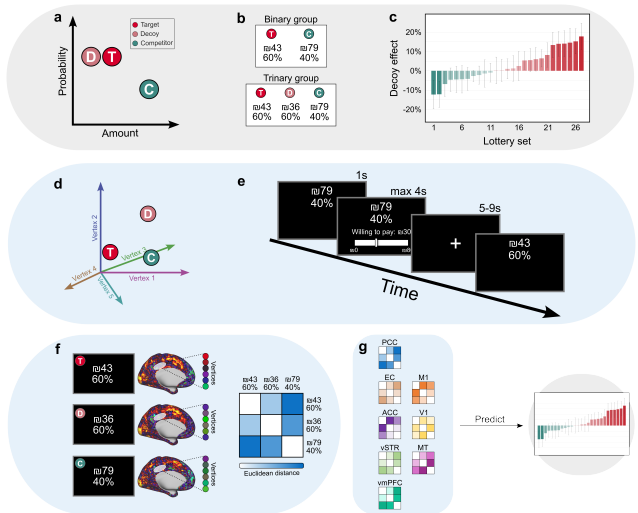 a
Target
Decoy
Competitor
Probability
D
T
C
Amount
b
Binary group
T C
₪43 ₪79
60% 40%
Trinary group
T D C
₪43 ₪36 ₪79
60% 60% 40%
c
Decoy effect
20%
10%
0%
-10%
-20%
1 6 11 16 21 26
Lottery set
d
Vertex 2
D
T
C
Vertex 3
Vertex 4
Vertex 1
Vertex 5
e
1s
₪79
40%
max 4s
₪79
40%
Willing to pay: ₪30
₪0
5-9s
+
₪43
60%
Time
f
T
₪43
60%
Vertices
D
₪36
60%
Vertices
C
₪79
40%
Vertices
₪43 ₪36 ₪79
60% 60% 40%
₪43
60%
₪36
60%
₪79
40%
Euclidean distance
g
PCC
EC M1
ACC V1
vSTR MT
vmPFC
Predict